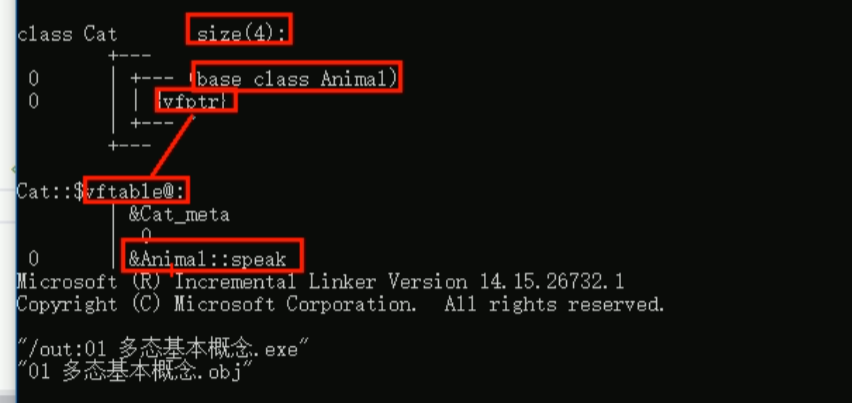 class Cat size(4):
+---
0 | +--- (base class Animal)
0 | | {vfptr}
| +---
+---
Cat::$vftable@:
| &Cat_meta
| 0
0 | &Animal::speak
Microsoft (R) Incremental Linker Version 14.15.26732.1
Copyright (C) Microsoft Corporation.  All rights reserved.
"/out:01 多态基本概念.exe"
"01 多态基本概念.obj"